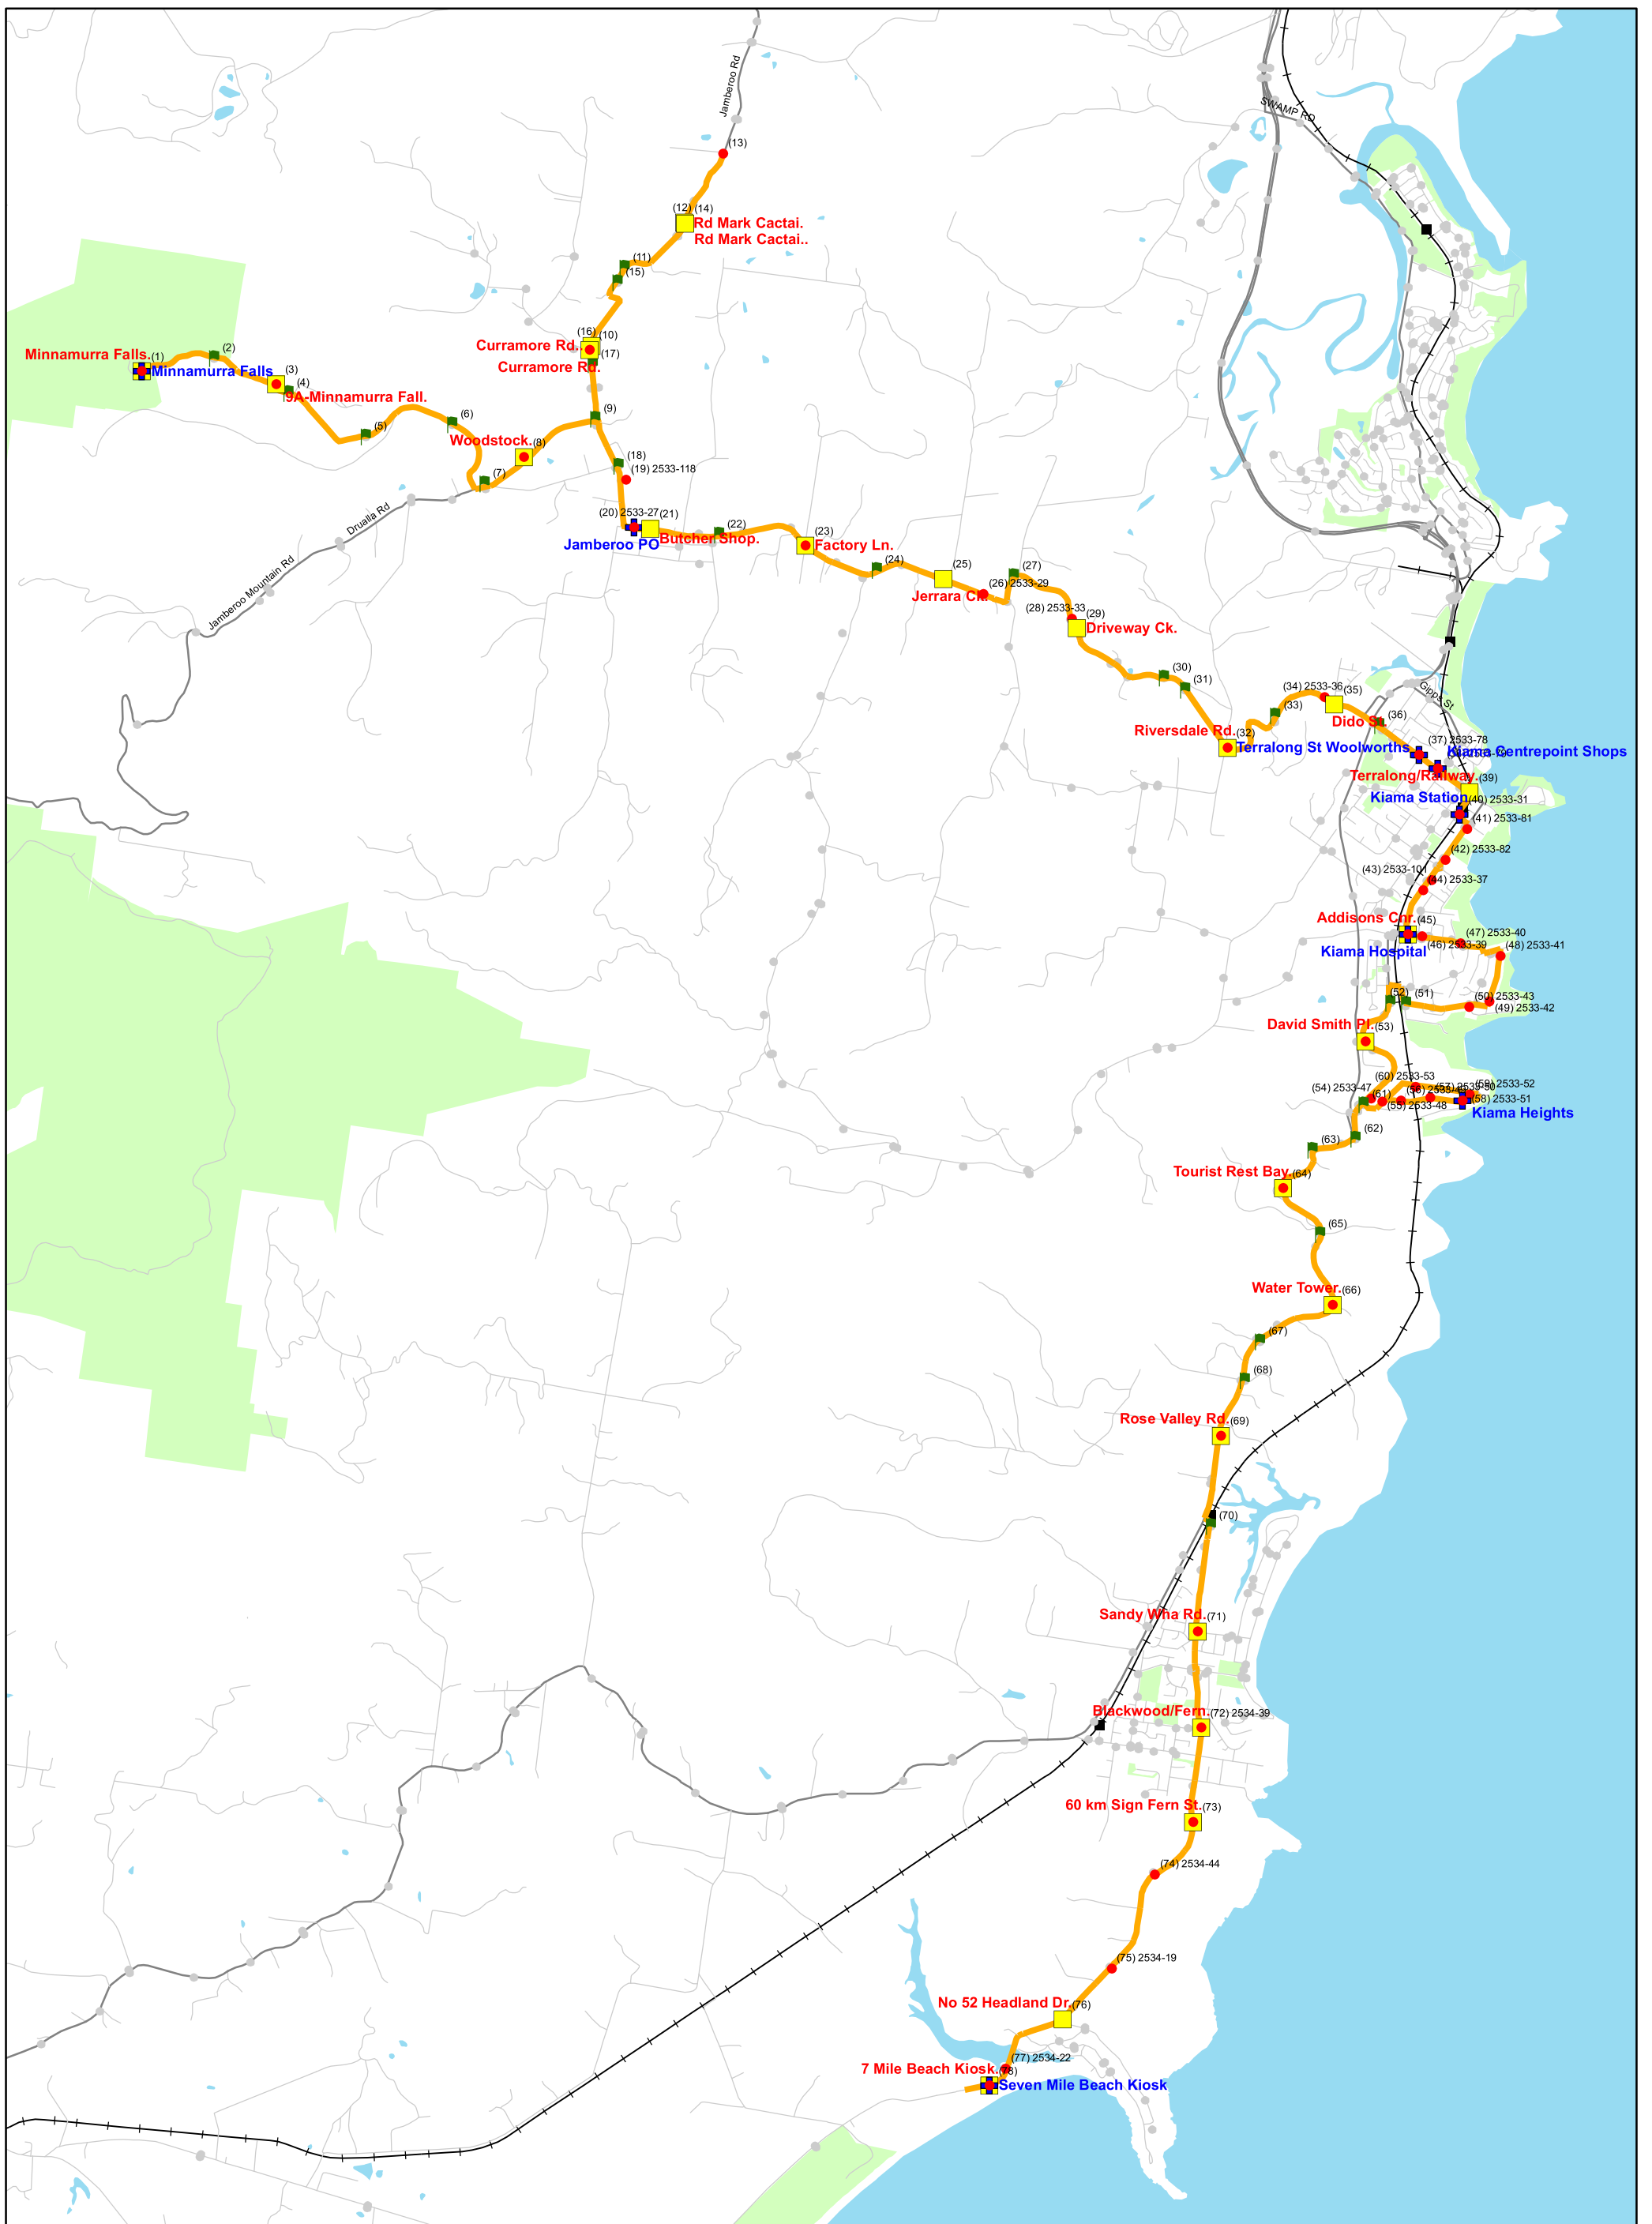 Jamberoo Rd
SWAMP RD
(13)
(12) (14)
Rd Mark Cactai.
Rd Mark Cactai..
(11)
(15)
(16)
(10)
Curramore Rd..
(17)
Curramore Rd.
Minnamurra Falls.
(1)
Minnamurra Falls
(2)
(3)
(4)
9A-Minnamurra Fall.
(5)
(6)
(9)
Woodstock.
(8)
(7)
(18)
(19) 2533-118
Drualla Rd
Jamberoo Mountain Rd
(20) 2533-27
(21)
Jamberoo PO
Butcher Shop.
(22)
(23)
Factory Ln.
(24)
(25)
Jerrara Ck.
(26) 2533-29
(27)
(28) 2533-33
(29)
Driveway Ck.
(30)
(31)
Riversdale Rd.
(32)
(33)
(34) 2533-36
(35)
Dido St.
(36)
Gipps St
(37) 2533-78
Terralong St Woolworths
Kiama Centrepoint Shops
Terralong/Railway.
(39)
Kiama Station
(40) 2533-31
(41) 2533-81
(42) 2533-82
(43) 2533-101
(44) 2533-37
Addisons Cnr.
(45)
Kiama Hospital
(46) 2533-39
(47) 2533-40
(48) 2533-41
(50) 2533-43
(49) 2533-42
(52)
(51)
David Smith Pl.
(53)
(60) 2533-53
(54) 2533-47
(61)
(55) 2533-48
(59) 2533-52
(58) 2533-51
Kiama Heights
(62)
(63)
Tourist Rest Bay.
(64)
(65)
Water Tower.
(66)
(67)
(68)
Rose Valley Rd.
(69)
(70)
Sandy Wha Rd.
(71)
Blackwood/Fern.
(72) 2534-39
60 km Sign Fern St.
(73)
(74) 2534-44
(75) 2534-19
No 52 Headland Dr.
(76)
(77) 2534-22
7 Mile Beach Kiosk.
(78)
Seven Mile Beach Kiosk